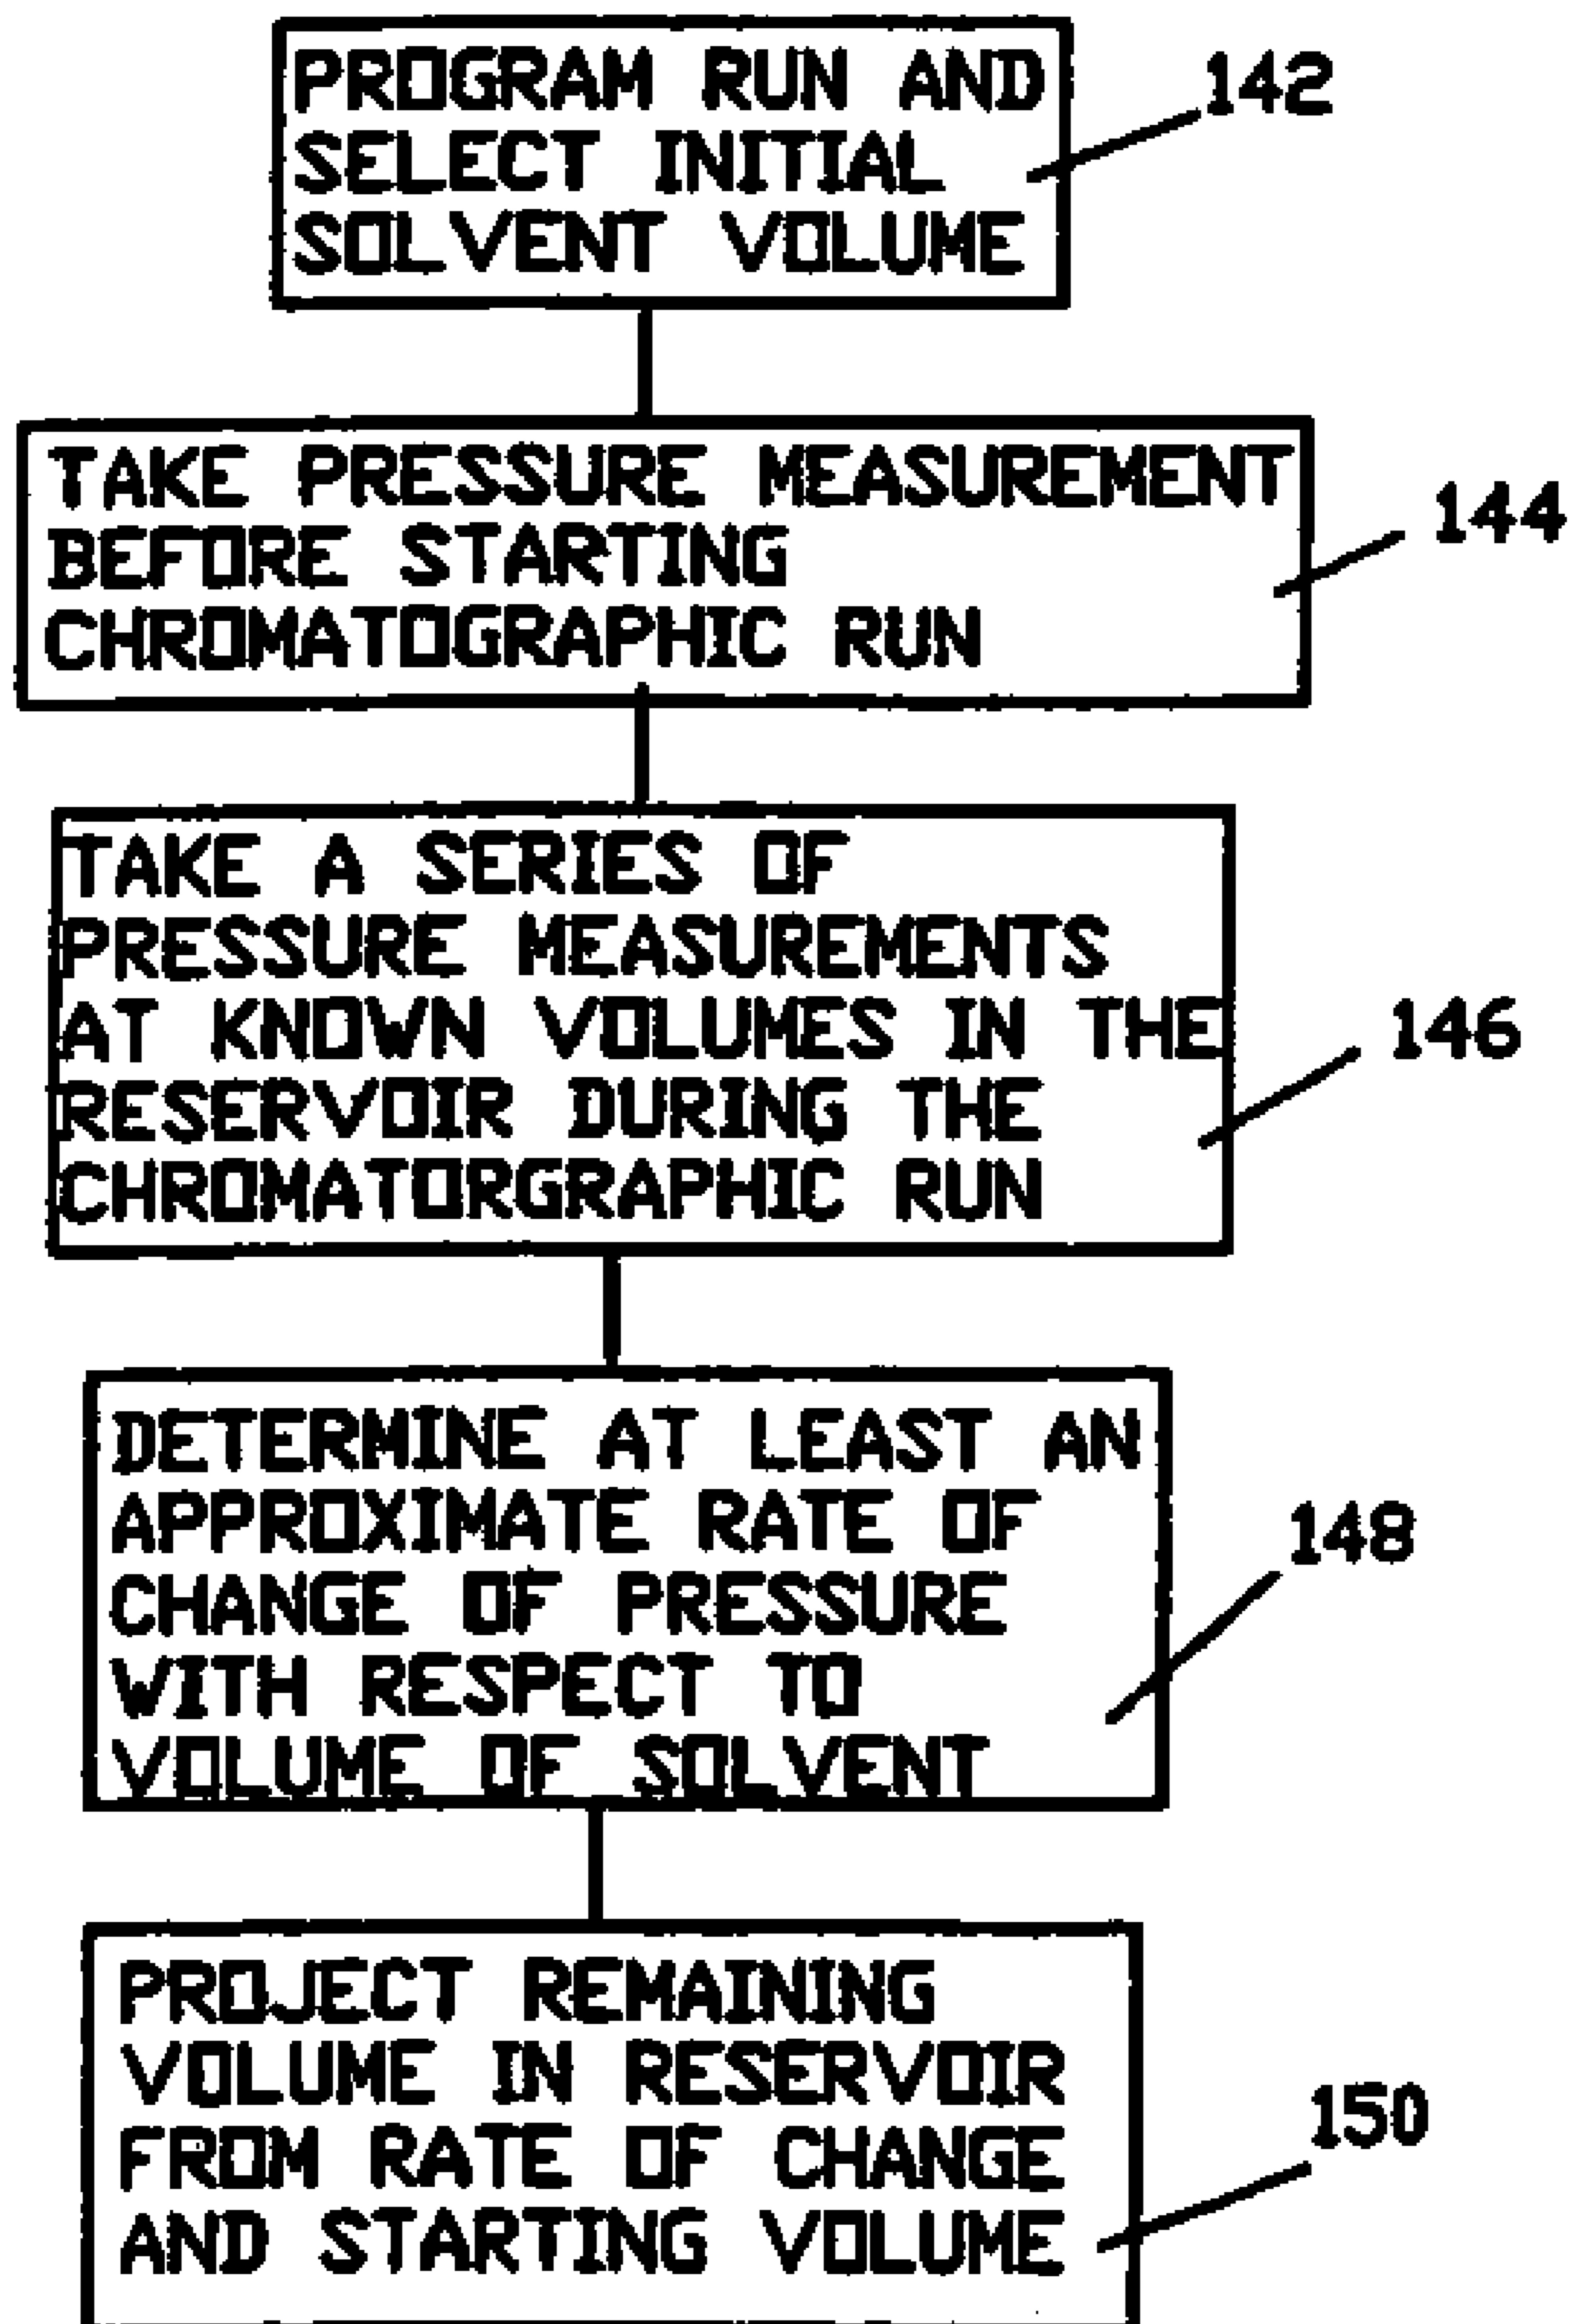 PROGRAM RUN AND
SELECT INITIAL
SOLVENT VOLUME
142
TAKE PRESSURE MEASUREMENT
BEFORE STARTING
CHROMATOGRAPHIC RUN
144
TAKE A SERIES OF
PRESSURE MEASUREMENTS
AT KNOWN VOLUMES IN THE
RESERVOIR DURING THE
CHROMATORGRAPHIC RUN
146
DETERMINE AT LEAST AN
APPROXIMATE RATE OF
CHANGE OF PRESSURE
WITH RESPECT TO
VOLUME OF SOLVENT
148
PROJECT REMAINING
VOLUME IN RESERVOIR
FROM RATE OF CHANGE
AND STARTING VOLUME
150